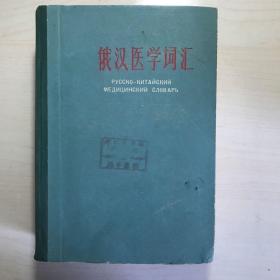 俄汉医学词汇
РУССКО-КИТАЙСКИЙ
МЕДИЦИНСКИЙ СЛОВАРЬ